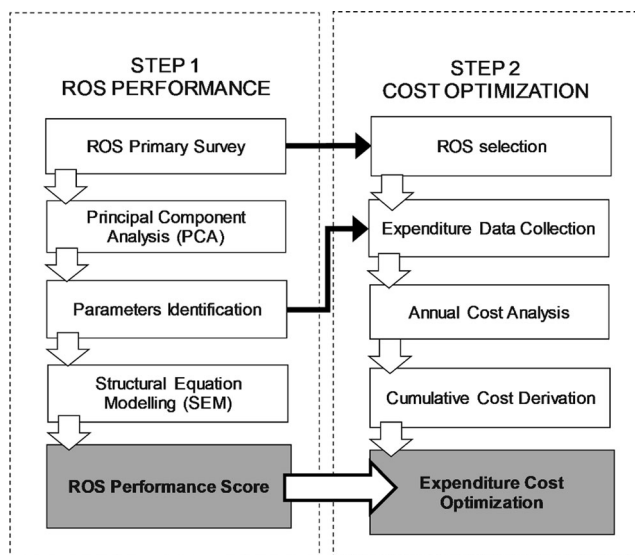 STEP 1
ROS PERFORMANCE
ROS Primary Survey
Principal Component
Analysis (PCA)
Parameters Identification
Structural Equation
Modelling (SEM)
ROS Performance Score
STEP 2
COST OPTIMIZATION
ROS selection
Expenditure Data Collection
Annual Cost Analysis
Cumulative Cost Derivation
Expenditure Cost
Optimization